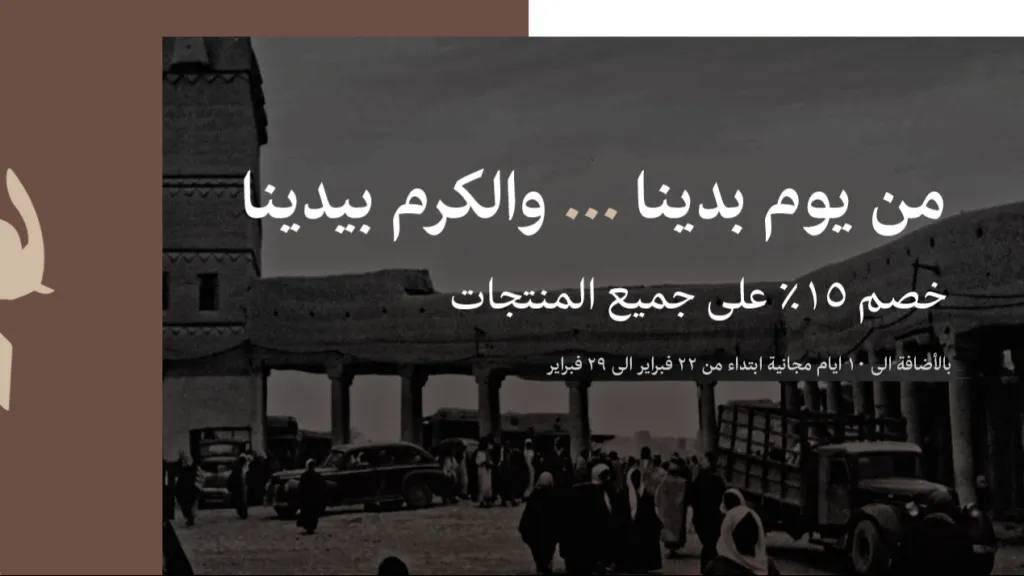 من يوم بدينا ... والكرم بيدينا
خصم ١٥٪ على جميع المنتجات
بالأضافة الى ١٠ ايام مجانية ابتداء من ٢٢ فبراير الى ٢٩ فبراير